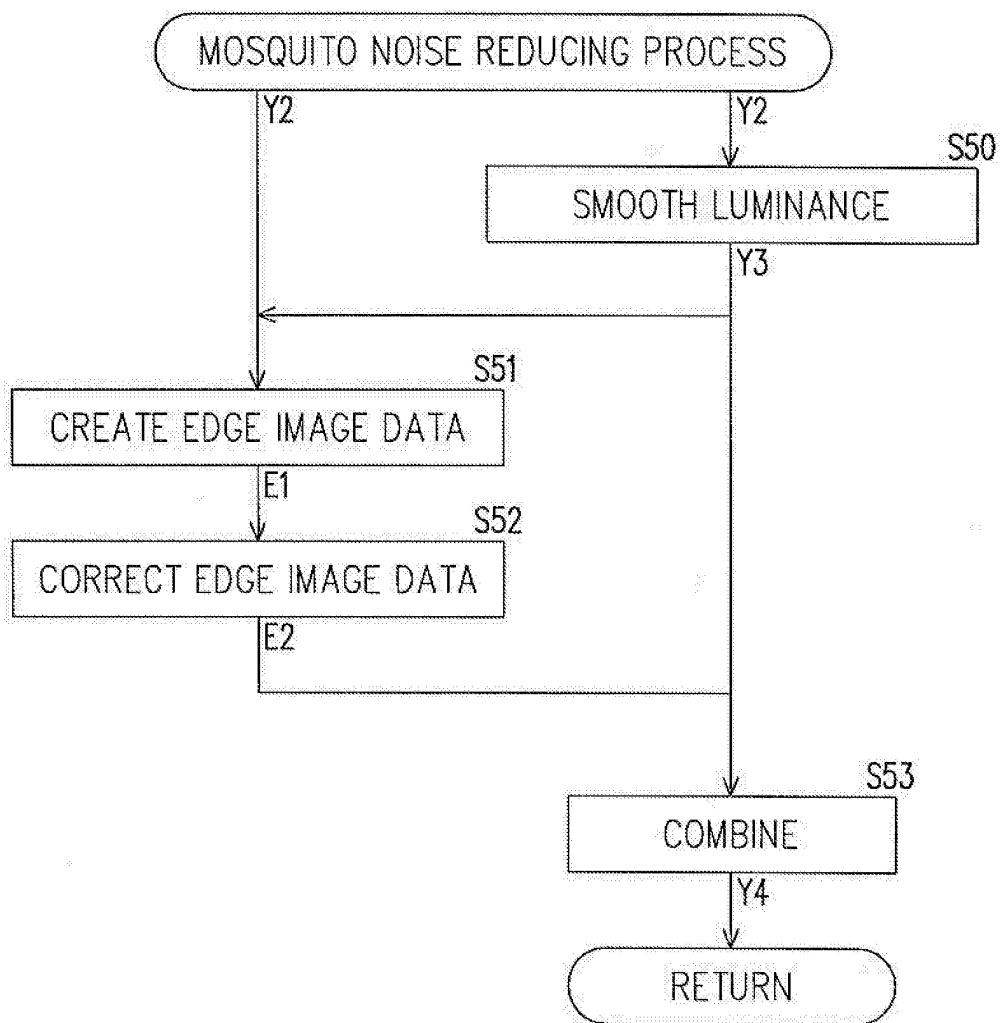 MOSQUITO NOISE REDUCING PROCESS
Y2
Y2
S50
SMOOTH LUMINANCE
Y3
S51
CREATE EDGE IMAGE DATA
E1
S52
CORRECT EDGE IMAGE DATA
E2
S53
COMBINE
Y4
RETURN